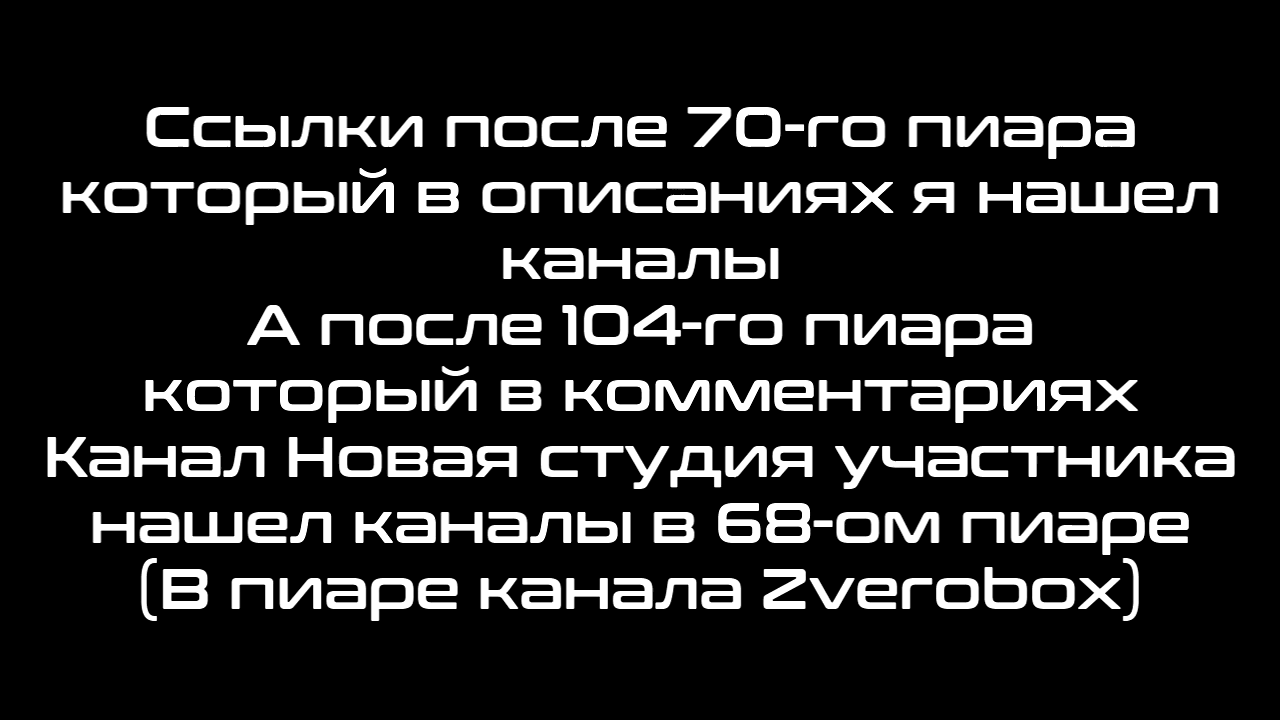 Ссылки после 70-го пиара
который в описаниях я нашел
каналы
А после 104-го пиара
который в комментариях
Канал Новая студия участника
нашел каналы в 68-ом пиаре
(В пиаре канала Zverobox)